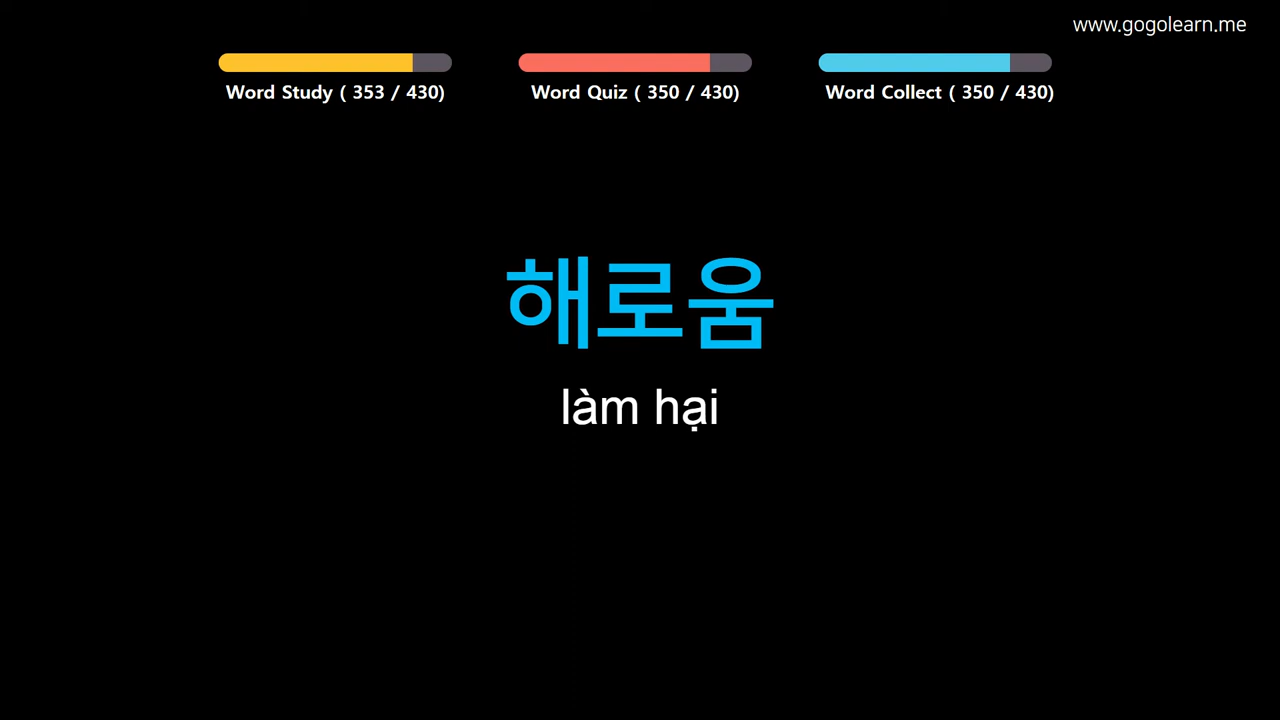 www.gogolearn.me
Word Study ( 353 / 430)
Word Quiz ( 350 / 430)
Word Collect ( 350 / 430)
해로움
làm hại